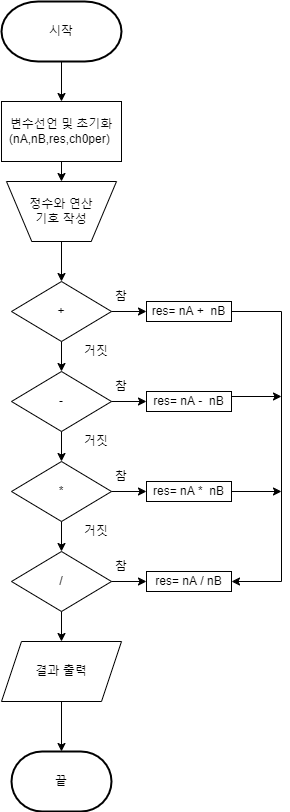 시작
변수선언 및 초기화
(nA,nB,res,ch0per)
정수와 연산
기호 작성
+
참
res= nA + nB
거짓
-
참
res= nA - nB
거짓
*
참
res= nA * nB
거짓
/
참
res= nA / nB
결과 출력
끝